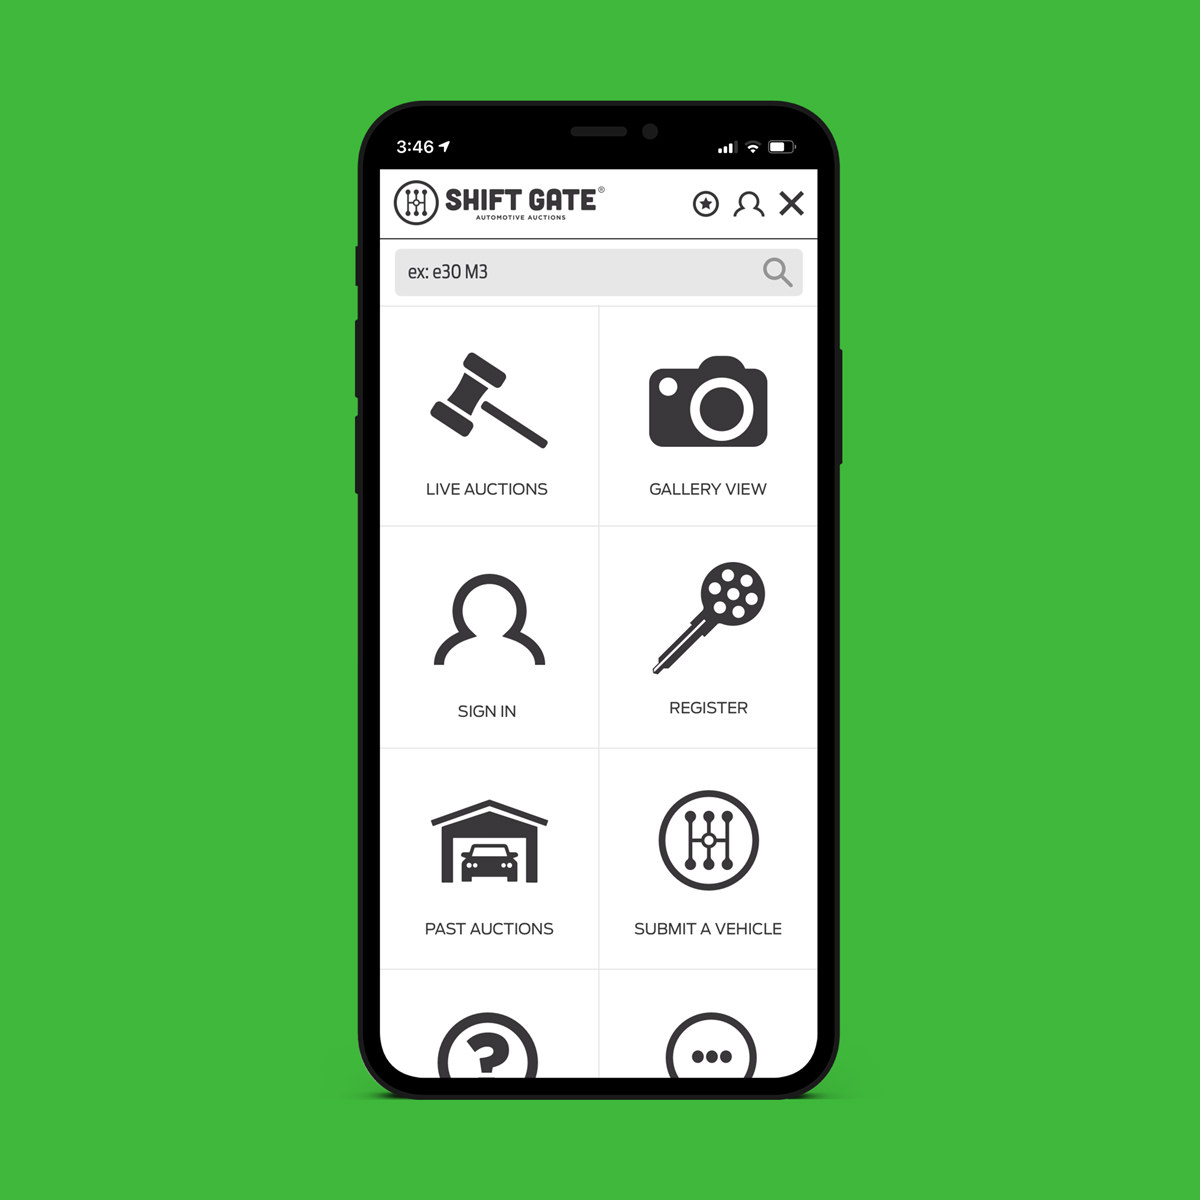 3:46
SHIFT GATE®
AUTOMOTIVE AUCTIONS
ex: e30 M3
LIVE AUCTIONS
GALLERY VIEW
SIGN IN
REGISTER
PAST AUCTIONS
SUBMIT A VEHICLE
?